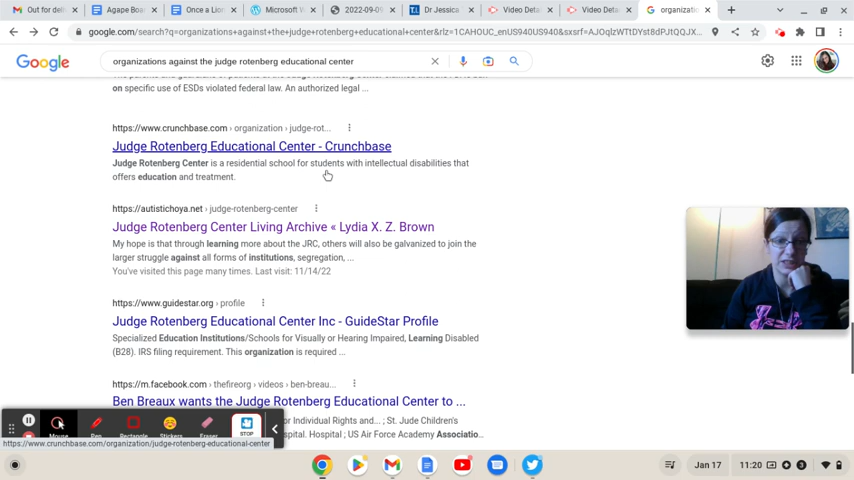 Out for deli
Agape Boa
Once a Lion
Microsoft W
2022-09-09
Dr Jessica
Video Deta
Video Deta
organizatio
google.com/search?q=organizations+against+the+judge+rotenberg+educational+center&rlz=1CAHOUC_enUS940US940&sxsrf=AJOqlzWTtDYst8dPJtQQJX...
Google
organizations against the judge rotenberg educational center
on specific use of ESDs violated federal law. An authorized legal ...
https://www.crunchbase.com › organization › judge-rot...
Judge Rotenberg Educational Center - Crunchbase
Judge Rotenberg Center is a residential school for students with intellectual disabilities that
offers education and treatment.
https://autistichoya.net › judge-rotenberg-center
Judge Rotenberg Center Living Archive « Lydia X. Z. Brown
My hope is that through learning more about the JRC, others will also be galvanized to join the
larger struggle against all forms of institutions, segregation, ...
You've visited this page many times. Last visit: 11/14/22
https://www.guidestar.org › profile
Judge Rotenberg Educational Center Inc - GuideStar Profile
Specialized Education Institutions/Schools for Visually or Hearing Impaired, Learning Disabled
(B28). IRS filing requirement. This organization is required ...
https://m.facebook.com › thefireorg › videos › ben-breau...
Ben Breaux wants the Judge Rotenberg Educational Center to ...
or Individual Rights and... ; St. Jude Children's
spital. Hospital ; US Air Force Academy Associatio...
Mouse
Pen
Rectangle
Stickers
Eraser
STOP
https://www.crunchbase.com/organization/judge-rotenberg-educational-center
Jan 17
11:20